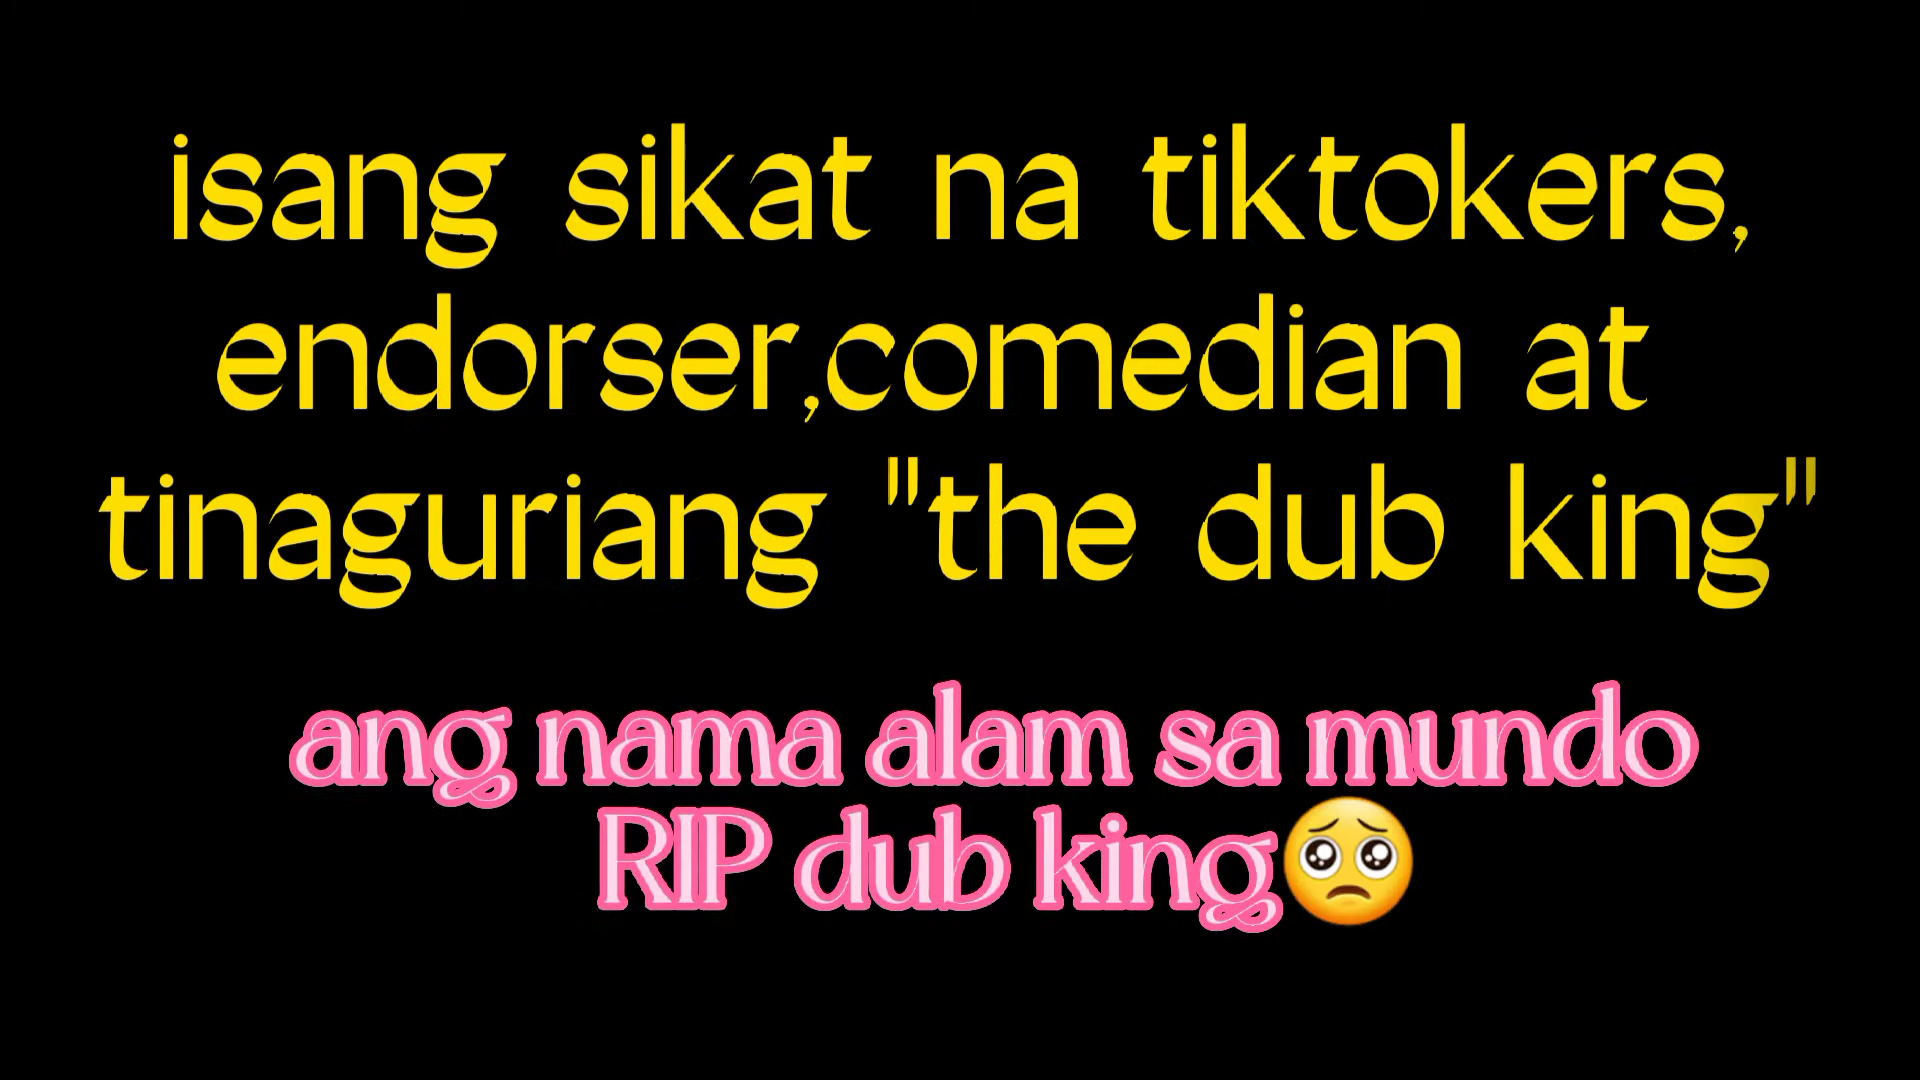 isang sikat na tiktokers,
endorser,comedian at
tinaguriang "the dub king"
ang nama alam sa mundo
RIP dub king🥺